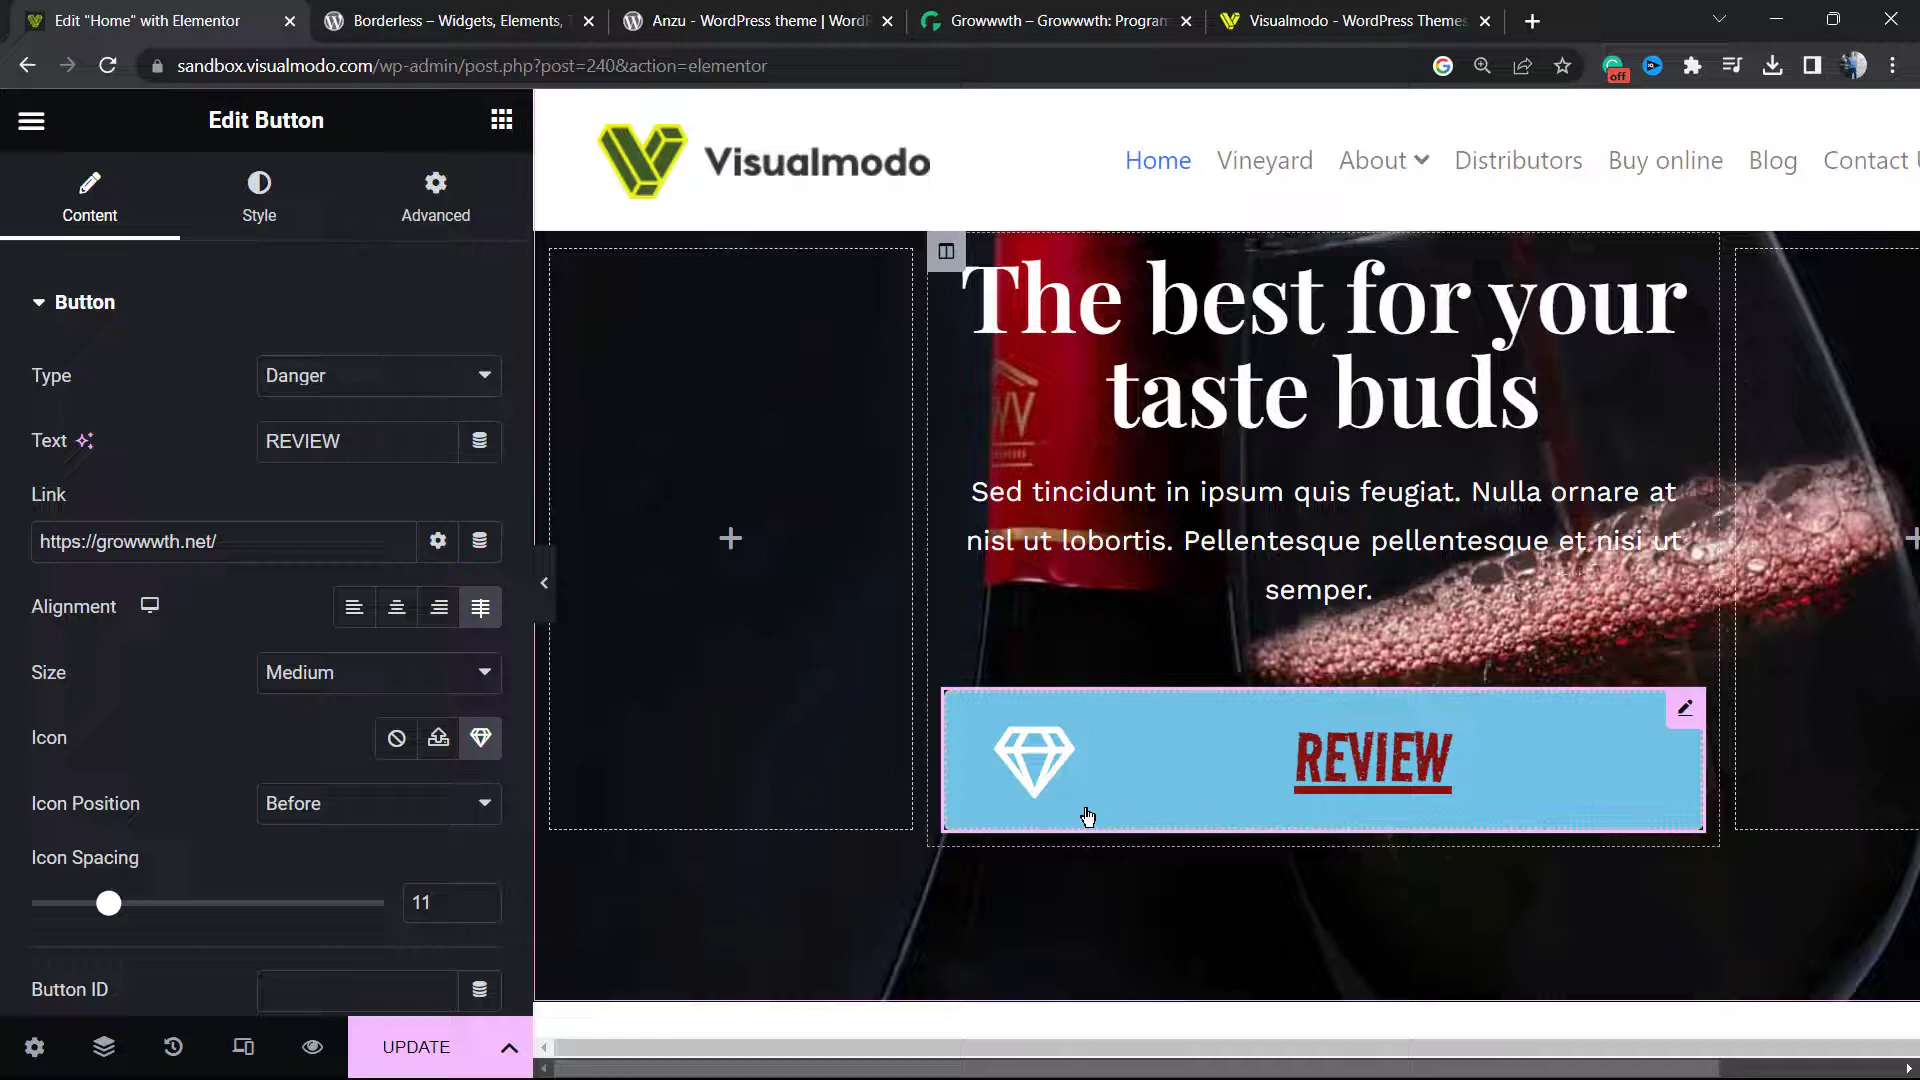 Edit "Home" with Elementor
Borderless – Widgets, Elements, T
Anzu - WordPress theme | WordP
Growwwth – Growwwth: Program
Visualmodo - WordPress Themes
sandbox.visualmodo.com/wp-admin/post.php?post=240&action=elementor
off
Edit Button
Content
Style
Advanced
Button
Type
Danger
Text
REVIEW
Link
https://growwwth.net/
Alignment
Size
Medium
Icon
Icon Position
Before
Icon Spacing
11
Button ID
UPDATE
Visualmodo
Home
Vineyard
About
Distributors
Buy online
Blog
Contact U
The best for your
taste buds
Sed tincidunt in ipsum quis feugiat. Nulla ornare at
nisl ut lobortis. Pellentesque pellentesque et nisi ut
semper.
REVIEW